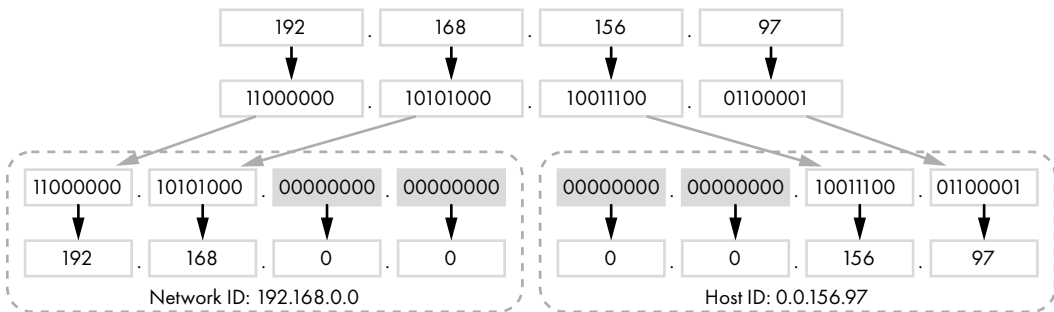 192 . 168 . 156 . 97
11000000 . 10101000 . 10011100 . 01100001
11000000 . 10101000 . 00000000 . 00000000
00000000 . 00000000 . 10011100 . 01100001
192 . 168 . 0 . 0
0 . 0 . 156 . 97
Network ID: 192.168.0.0
Host ID: 0.0.156.97